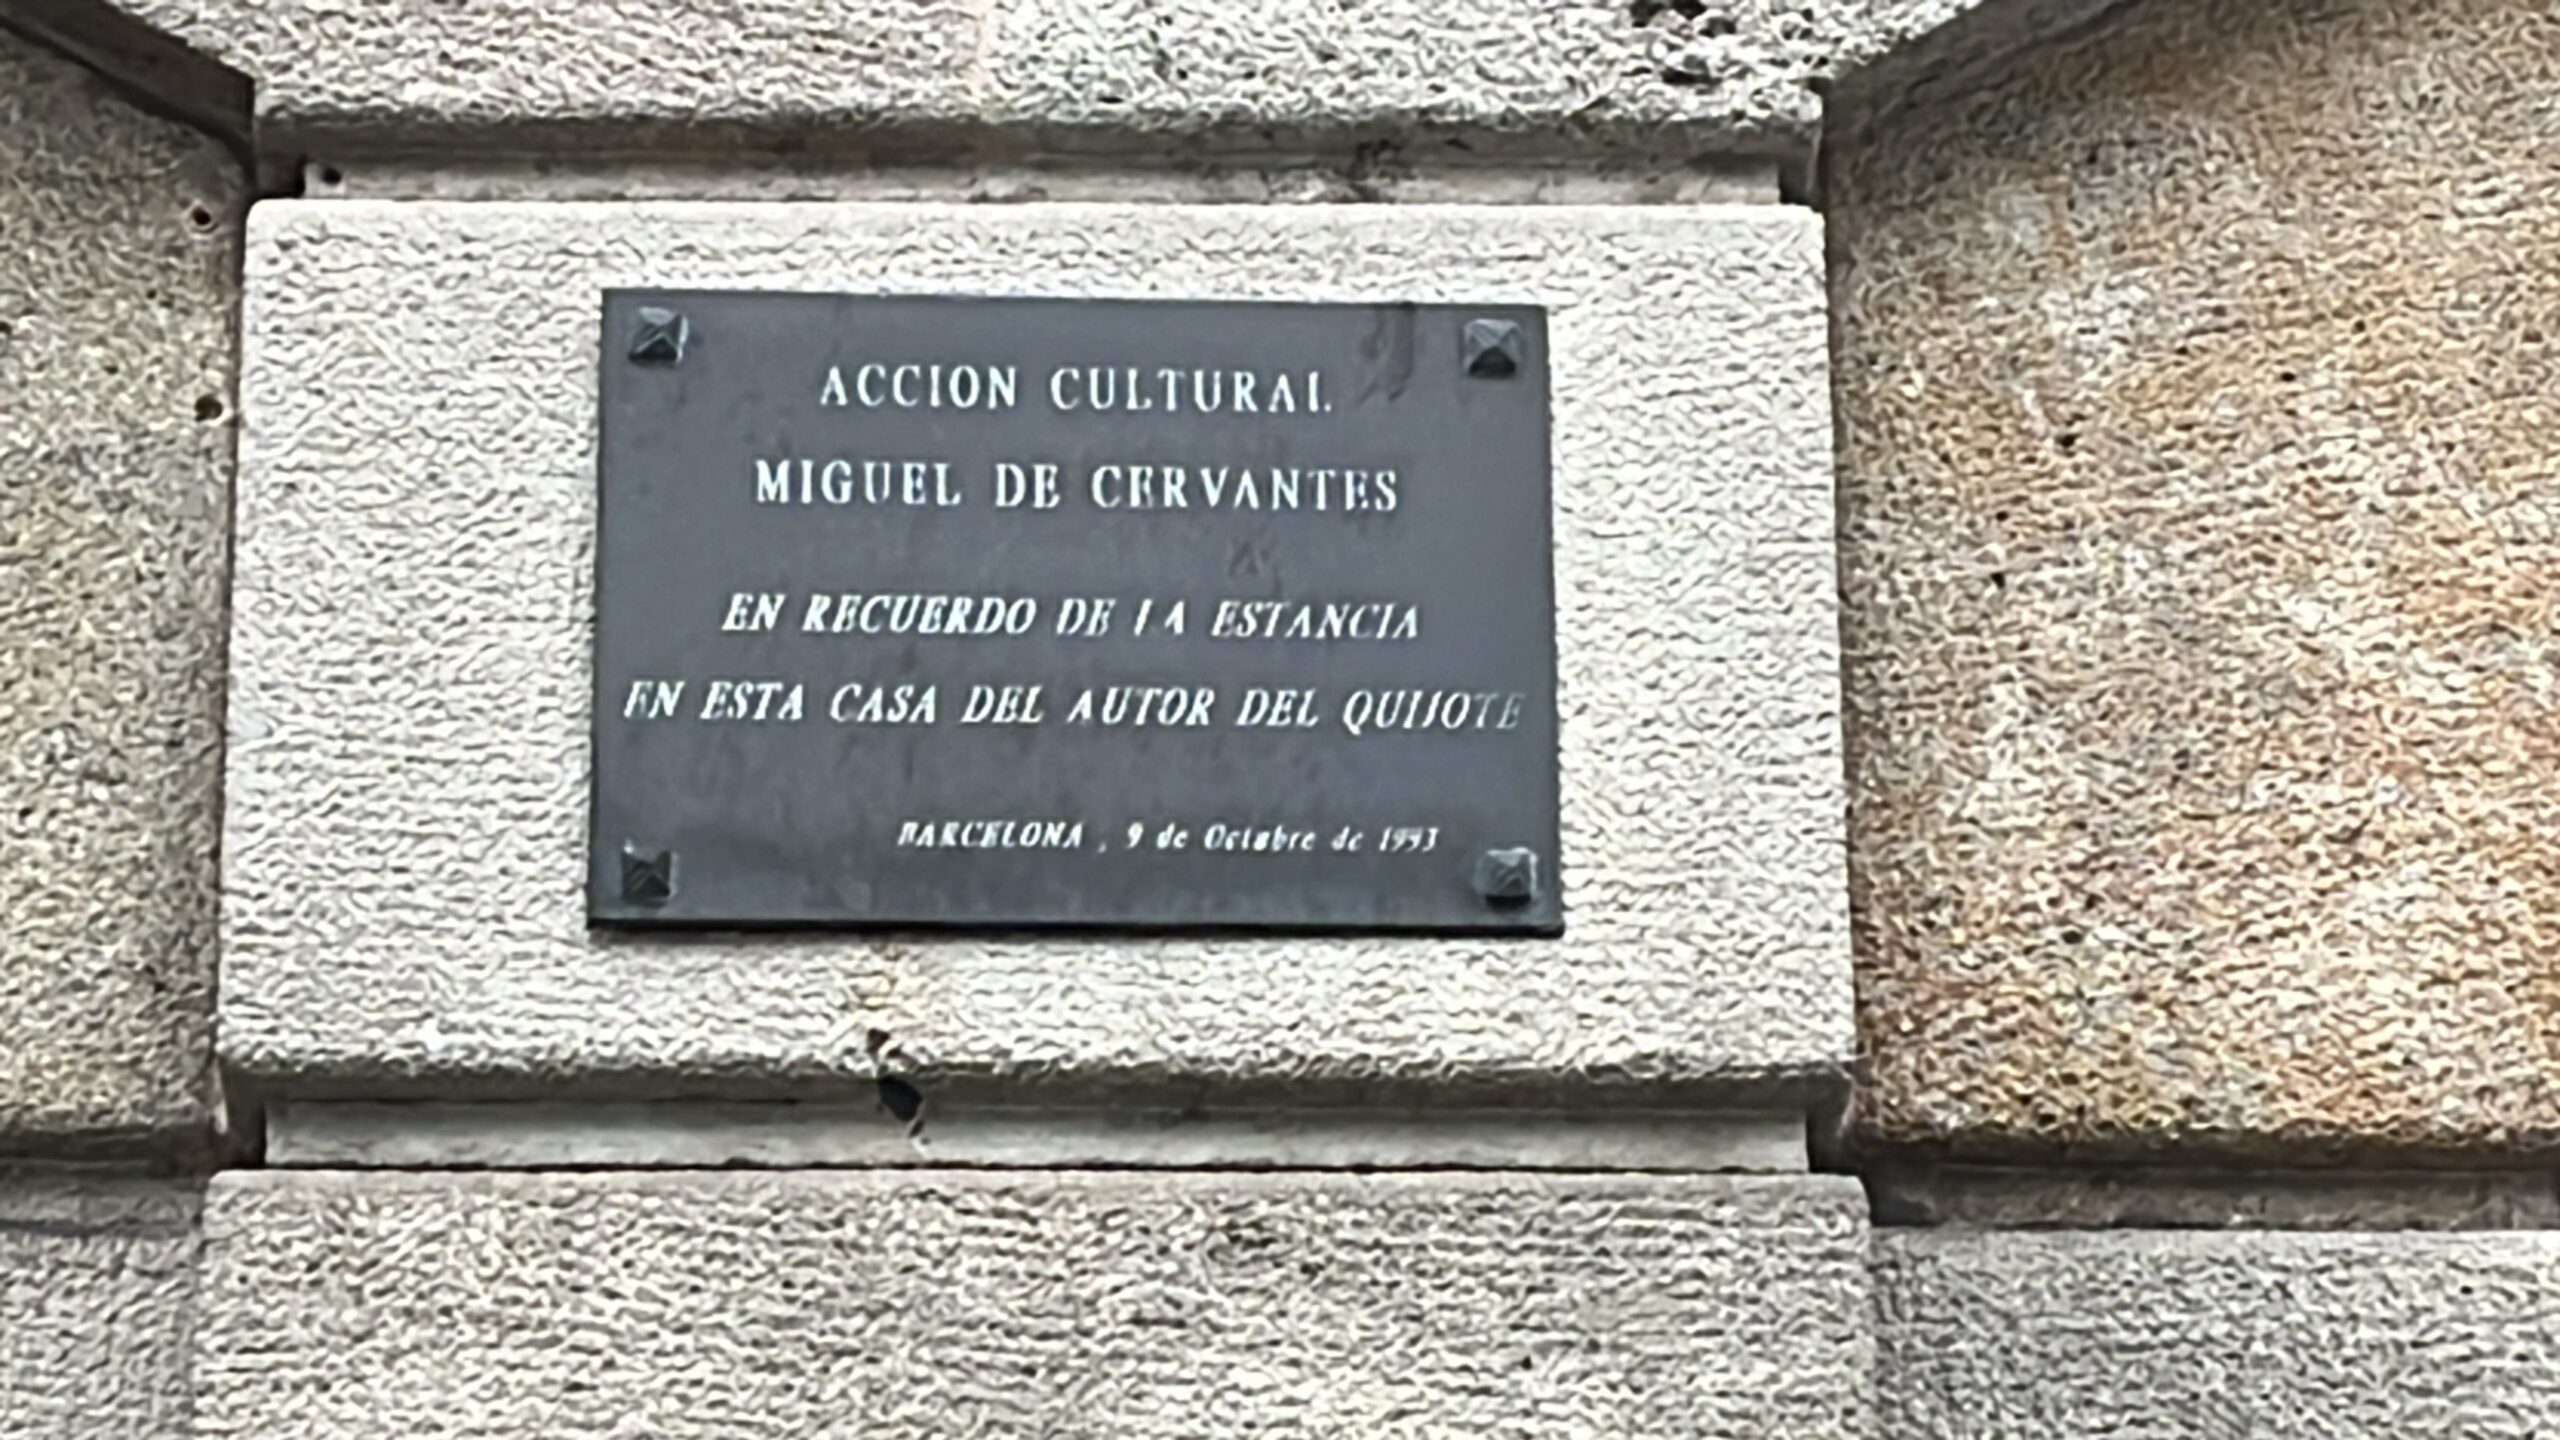 ACCION CULTURAL
MIGUEL DE CERVANTES
EN RECUERDO DE LA ESTANCIA
EN ESTA CASA DEL AUTOR DEL QUIJOTE
BARCELONA, 9 de Octubre de 1993